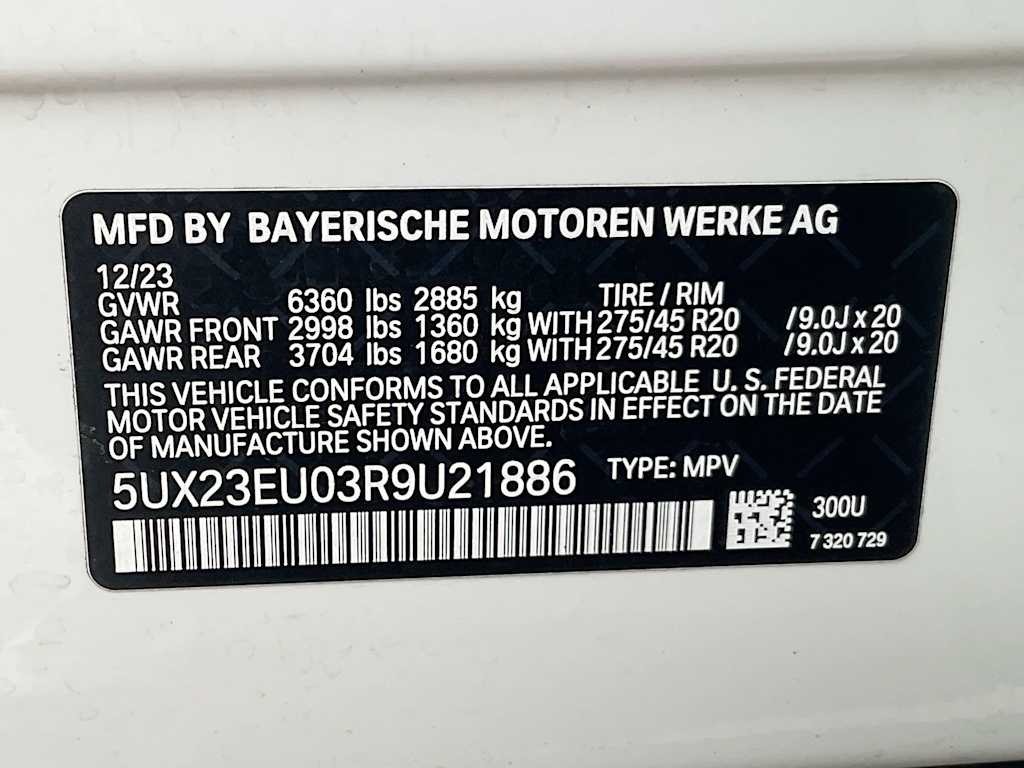 MFD BY BAYERISCHE MOTOREN WERKE AG
12/23
GVWR 6360 lbs 2885 kg TIRE / RIM
GAWR FRONT 2998 lbs 1360 kg WITH 275/45 R20 /9.0J x 20
GAWR REAR 3704 lbs 1680 kg WITH 275/45 R20 /9.0J x 20
THIS VEHICLE CONFORMS TO ALL APPLICABLE U. S. FEDERAL
MOTOR VEHICLE SAFETY STANDARDS IN EFFECT ON THE DATE
OF MANUFACTURE SHOWN ABOVE.
5UX23EU03R9U21886 TYPE: MPV
300U
7 320 729